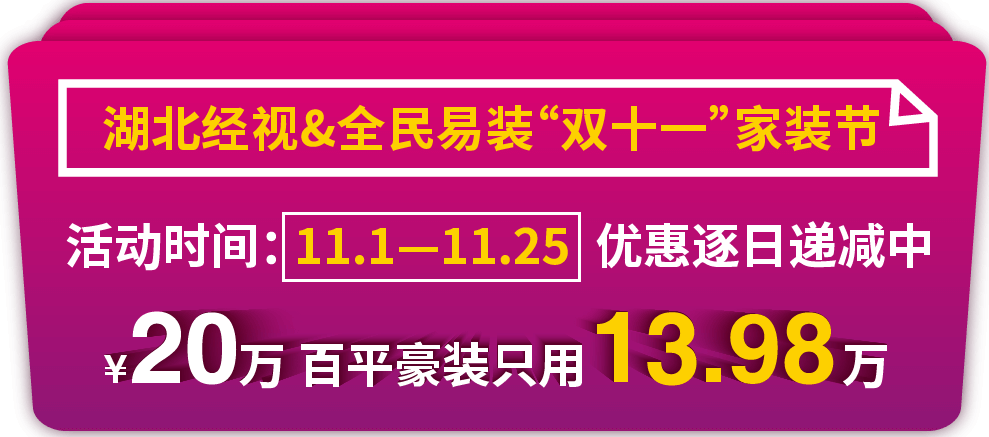 湖北经视&全民易装“双十一”家装节
活动时间：11.1—11.25 优惠逐日递减中
¥20万 百平豪装只用13.98万